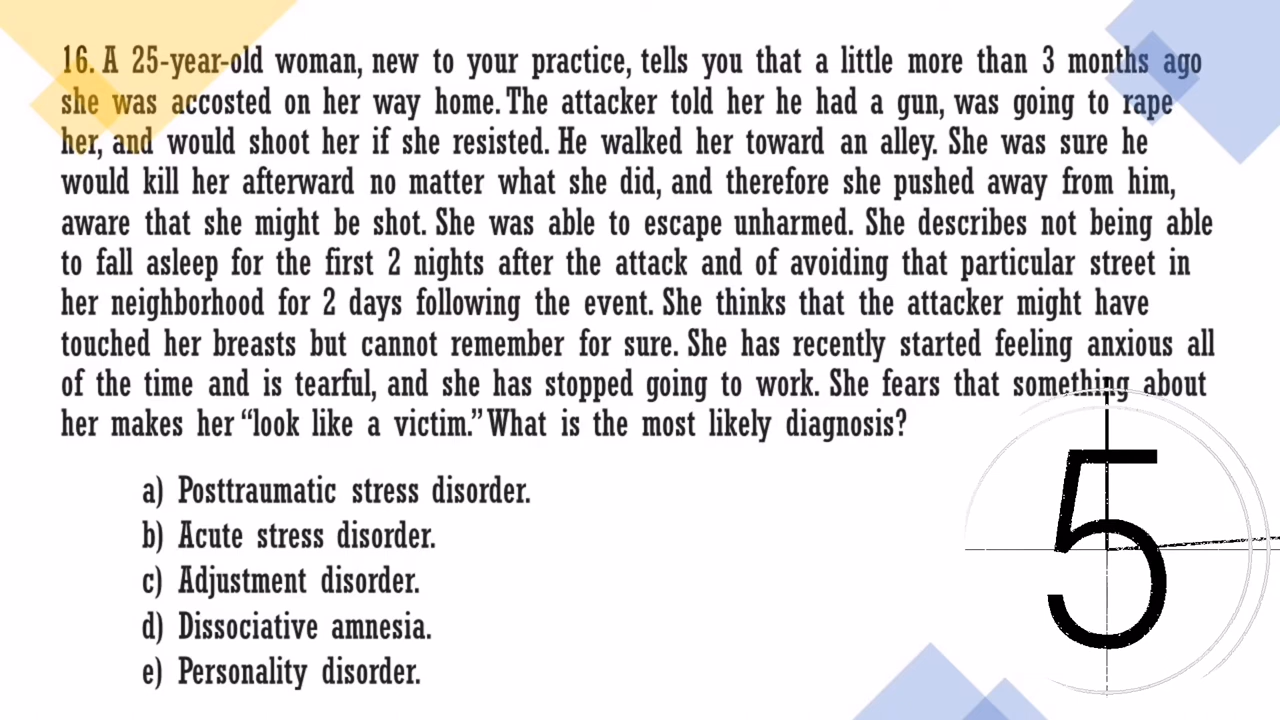 16. A 25-year-old woman, new to your practice, tells you that a little more than 3 months ago
she was accosted on her way home. The attacker told her he had a gun, was going to rape
her, and would shoot her if she resisted. He walked her toward an alley. She was sure he
would kill her afterward no matter what she did, and therefore she pushed away from him,
aware that she might be shot. She was able to escape unharmed. She describes not being able
to fall asleep for the first 2 nights after the attack and of avoiding that particular street in
her neighborhood for 2 days following the event. She thinks that the attacker might have
touched her breasts but cannot remember for sure. She has recently started feeling anxious all
of the time and is tearful, and she has stopped going to work. She fears that something about
her makes her “look like a victim.” What is the most likely diagnosis?
a) Posttraumatic stress disorder.
b) Acute stress disorder.
c) Adjustment disorder.
d) Dissociative amnesia.
e) Personality disorder.
5